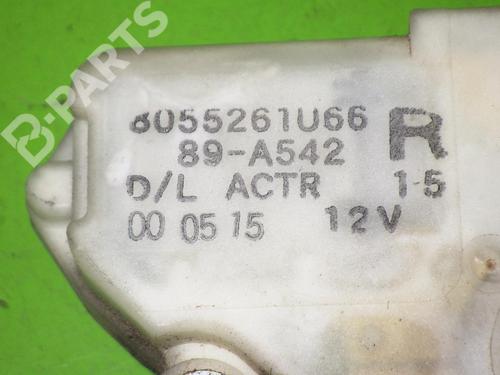 B-PARTS
8055261U66
89-A542
R
D/L ACTR 15
00 05 15 12V